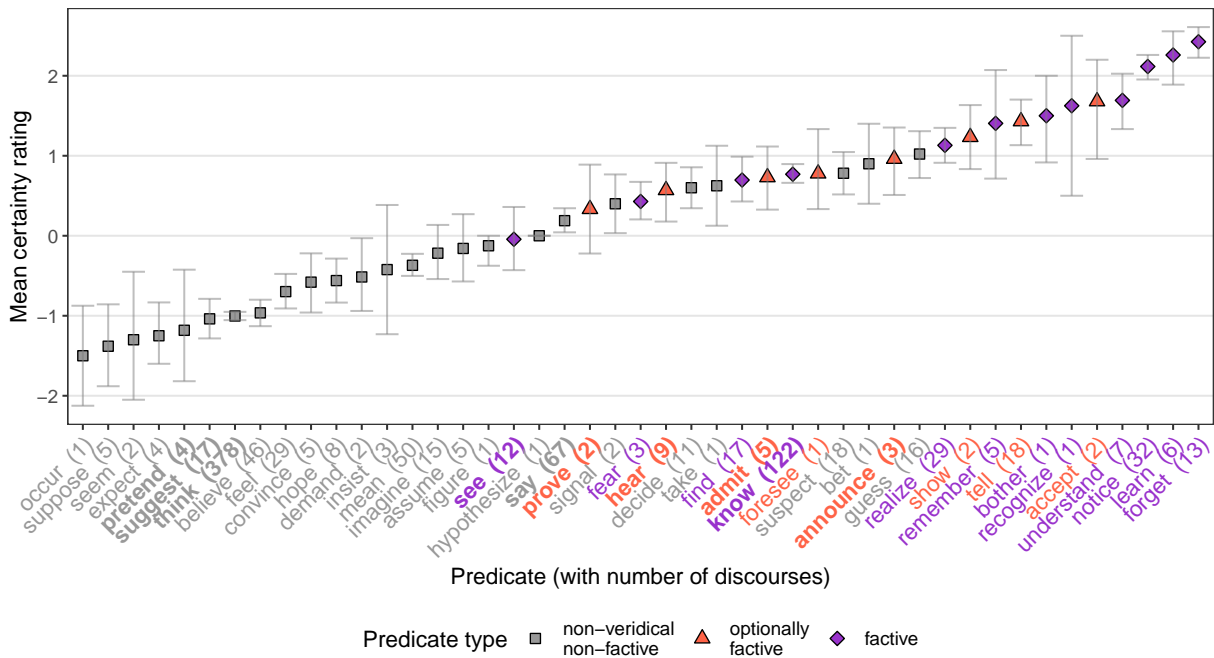 Mean certainty rating
2
1
0
−1
−2
occur (1)
suppose (5)
seem (2)
expect (4)
pretend (4)
suggest (17)
think (378)
believe (46)
feel (29)
convince (5)
hope (8)
demand (2)
insist (3)
mean (50)
imagine (15)
assume (5)
figure (1)
see (12)
hypothesize (1)
say (67)
prove (2)
signal (2)
fear (3)
hear (9)
decide (11)
take (1)
find (17)
admit (5)
know (122)
foresee (1)
suspect (18)
bet (1)
announce (3)
guess (16)
realize (29)
show (2)
remember (5)
tell (18)
bother (1)
recognize (1)
accept (2)
understand (7)
notice (32)
learn (6)
forget (13)
Predicate (with number of discourses)
Predicate type
non−veridical
non−factive
optionally
factive
factive